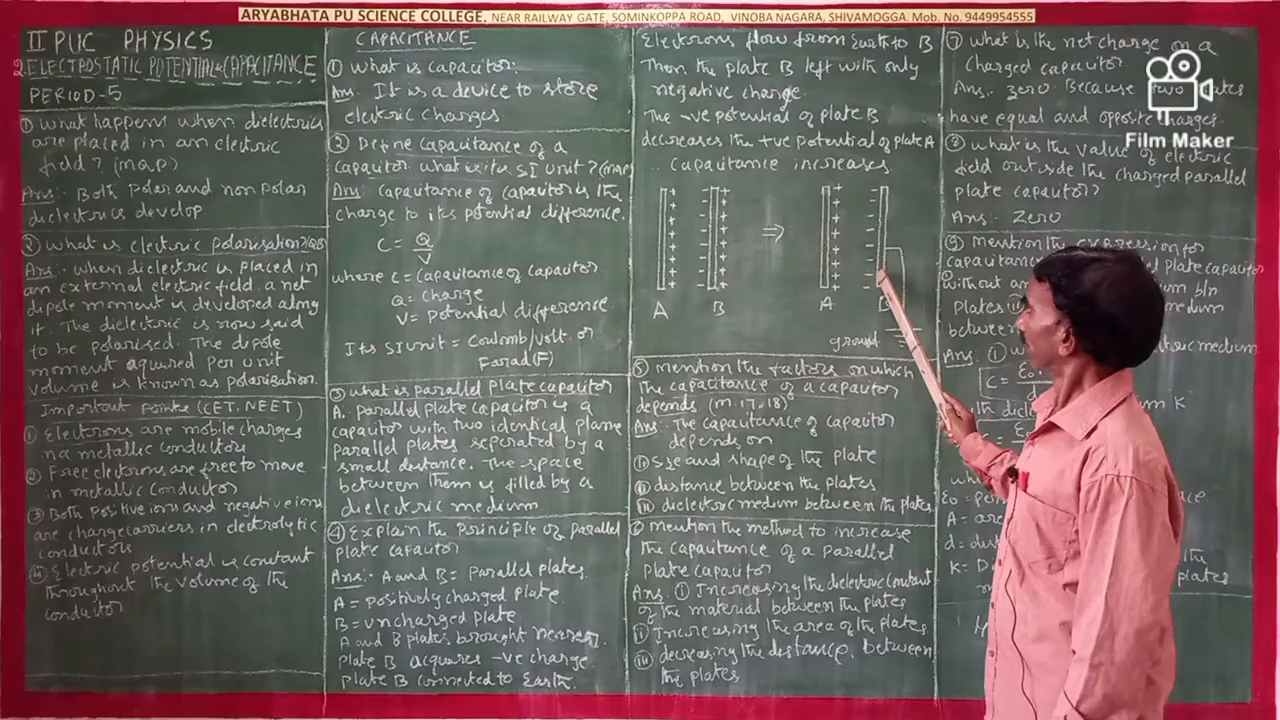 ARYABHATA PU SCIENCE COLLEGE, NEAR RAILWAY GATE, SOMINKOPPA ROAD, VINOBA NAGARA, SHIVAMOGGA. Mob. No. 9449954555
II PUC PHYSICS
2. ELECTROSTATIC POTENTIAL & CAPACITANCE
PERIOD-5
① What happens when dielectrics
are placed in an electric
field? (MQP)
Ans:- Both Polar and non Polar
dielectrics develop
② What is electric polarisation?
Ans:- when dielectric is placed in
an external electric field. a net
dipole moment is developed along
it. The dielectric is now said
to be polarised. The dipole
moment aquired per unit
volume is known as polarisation.
Important points (CET. NEET)
① Electrons are mobile charges
in a metallic conductors
② Free electrons are free to move
in metallic conductor
③ Both positive ions and negative ions
are charge carriers in electrolytic
conductors
④ Electric potential is constant
throughout the volume of the
conductor
CAPACITANCE
① What is capacitor?
Ans. It is a device to store
electric charges
② Define capacitance of a
capacitor what is its SI unit?
Ans: capacitance of capacitor is the
charge to its potential difference.
C = Q/V
where C = capacitance of capacitor
Q = charge
V = potential difference
Its SI unit = Coulomb/volt. or
Farad (F)
③ What is parallel plate capacitor
A. parallel plate capacitor is a
capacitor with two identical plane
parallel plates seperated by a
small distance. The space
between them is filled by a
dielectric medium
④ Explain the principle of parallel
plate capacitor
Ans:- A and B = Parallel plates
A = positively charged plate
B = uncharged plate.
A and B plates brought nearer,
plate B acquires -ve charge
plate B connected to Earth.
Electrons flow from Earth to B
Then the plate B left with only
negative charge.
The -ve potential of plate B
decreases the +ve potential of plate A
capacitance increases
A B ⇒ A
ground
⑤ mention the factors on which
the capacitance of a capacitor
depends (M.17.18)
Ans: The capacitance of capacitor
depends on
i) size and shape of the plate
ii) distance between the plates
iii) dielectric medium between the plates.
⑥ mention the method to increase
the capacitance of a parallel
plate capacitor
Ans. ① Increasing the dielectric constant
of the material between the plates
ii) Increasing the area of the plates
iii) decreasing the distance, between
the plates
⑦ What is the net charge on a
charged capacitor
Ans:- zero. Because two plates
have equal and opposite charges.
⑧ what is the value of electric
field outside the charged parallel
plate capacitor?
Ans:- Zero
⑨ mention the expression for
capacitance plate capacitor
① without medium bln
plates medium
between
Ans. ① medium
C =
the medium K
ε0 =
A =
d =
K = plates
Film Maker